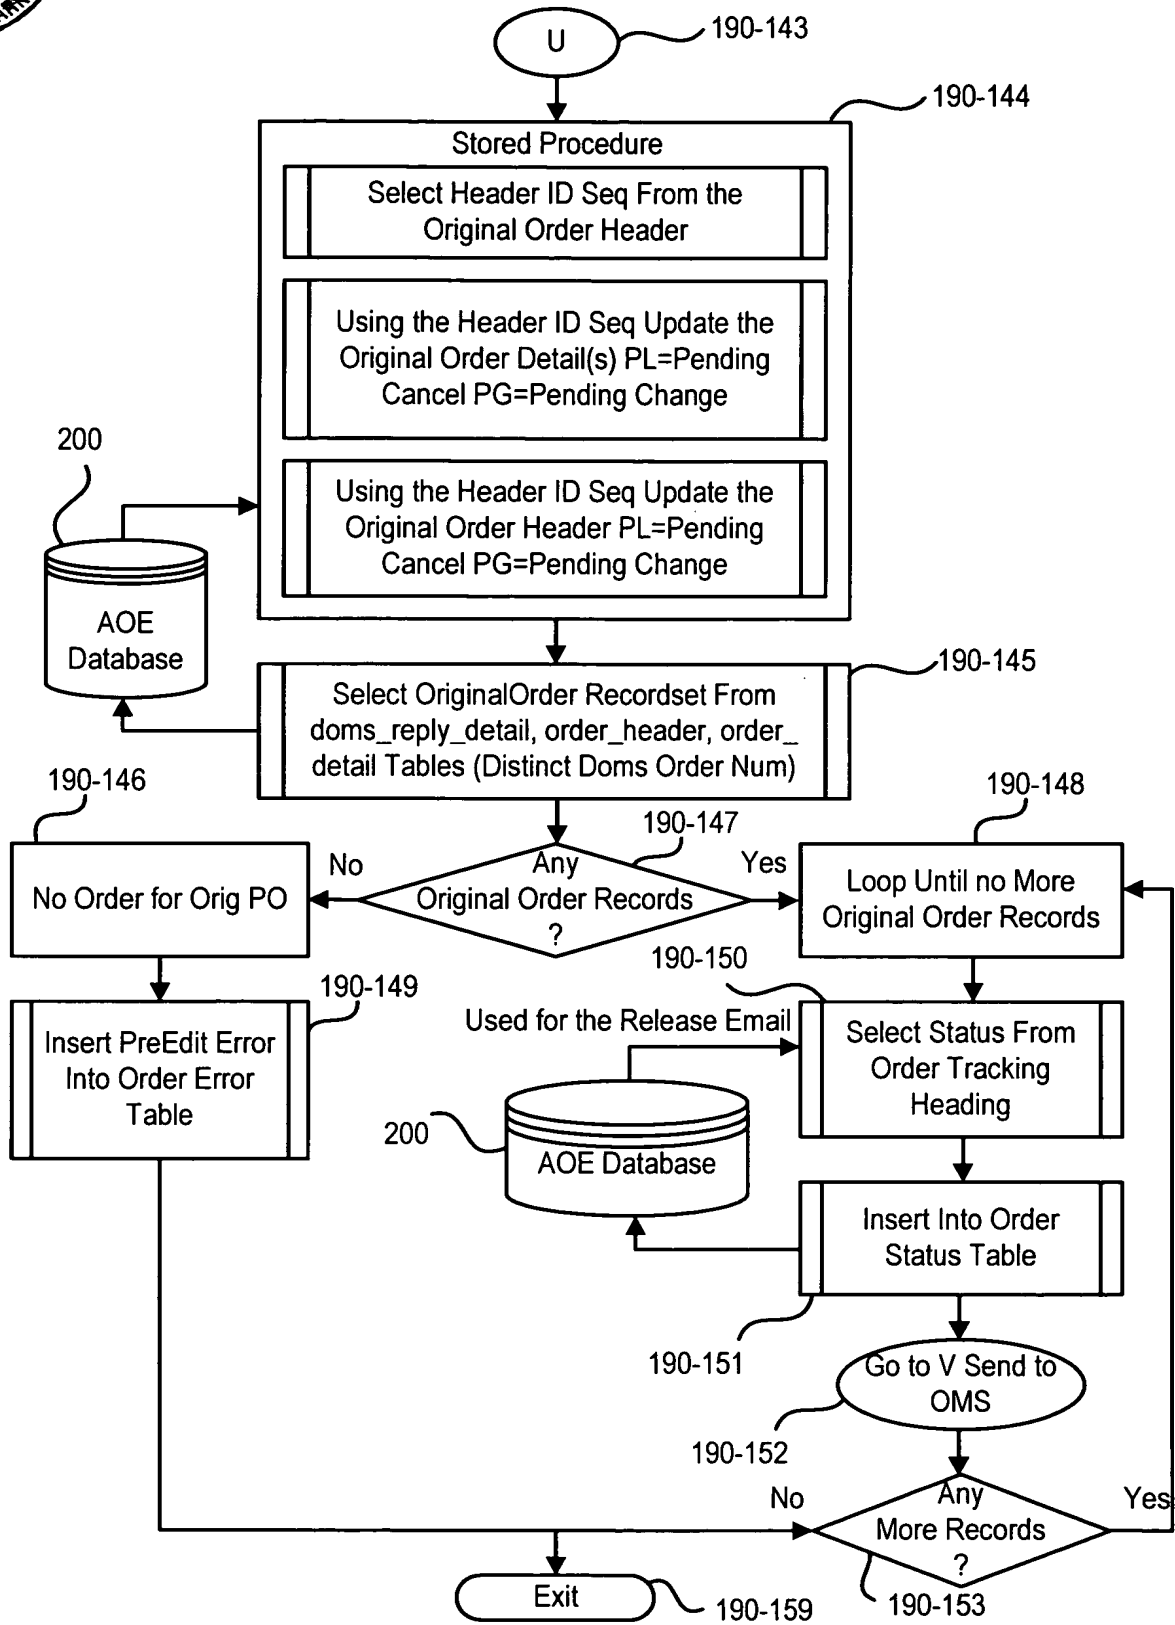 U
190-143
190-144
Stored Procedure
Select Header ID Seq From the
Original Order Header
Using the Header ID Seq Update the
Original Order Detail(s) PL=Pending
Cancel PG=Pending Change
200
Using the Header ID Seq Update the
Original Order Header PL=Pending
Cancel PG=Pending Change
AOE
Database
190-145
Select OriginalOrder Recordset From
doms_reply_detail, order_header, order_
detail Tables (Distinct Doms Order Num)
190-146
190-147
190-148
No
Any
Original Order Records
?
Yes
No Order for Orig PO
Loop Until no More
Original Order Records
190-149
190-150
Insert PreEdit Error
Into Order Error
Table
Used for the Release Email
Select Status From
Order Tracking
Heading
200
AOE Database
Insert Into Order
Status Table
190-151
Go to V Send to
OMS
190-152
No
Any
More Records
?
Yes
Exit
190-159
190-153